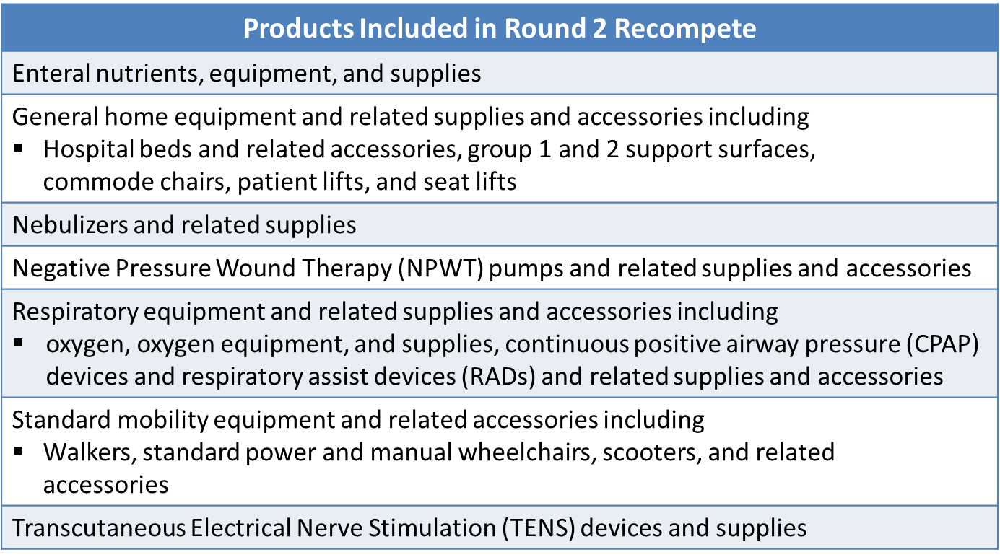 Products Included in Round 2 Recompete
Enteral nutrients, equipment, and supplies
General home equipment and related supplies and accessories including
▪ Hospital beds and related accessories, group 1 and 2 support surfaces,
commode chairs, patient lifts, and seat lifts
Nebulizers and related supplies
Negative Pressure Wound Therapy (NPWT) pumps and related supplies and accessories
Respiratory equipment and related supplies and accessories including
▪ oxygen, oxygen equipment, and supplies, continuous positive airway pressure (CPAP)
devices and respiratory assist devices (RADs) and related supplies and accessories
Standard mobility equipment and related accessories including
▪ Walkers, standard power and manual wheelchairs, scooters, and related
accessories
Transcutaneous Electrical Nerve Stimulation (TENS) devices and supplies